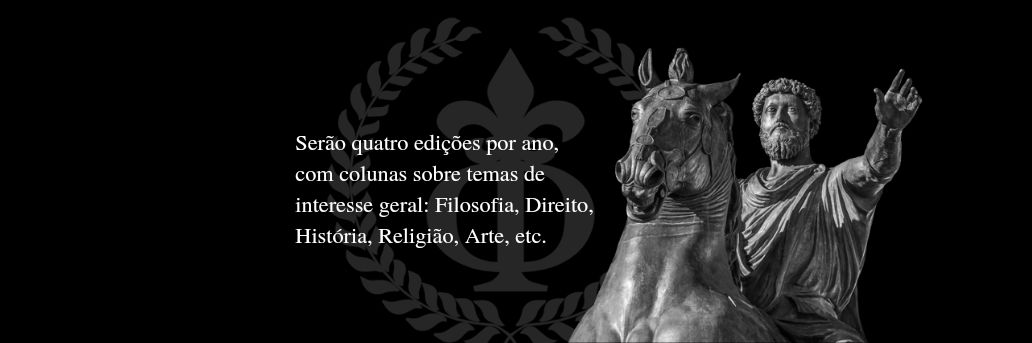 Serão quatro edições por ano,
com colunas sobre temas de
interesse geral: Filosofia, Direito,
História, Religião, Arte, etc.